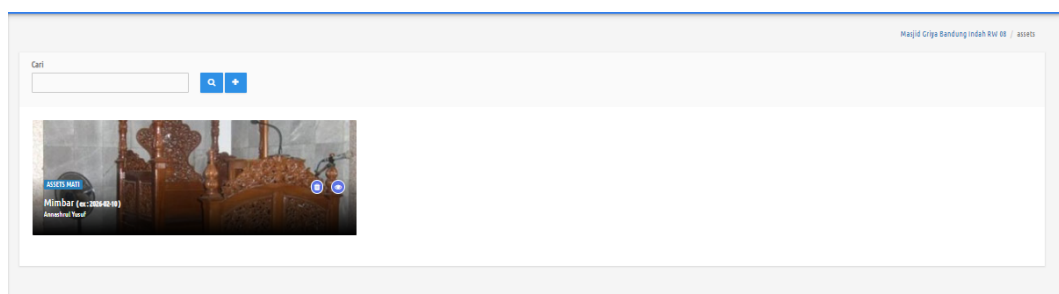 Masjid Griya Bandung Indah RW 08 / assets
Cari
ASSETS MATI
Mimbar (ex : 2026-02-10)
Annashrul Yusuf